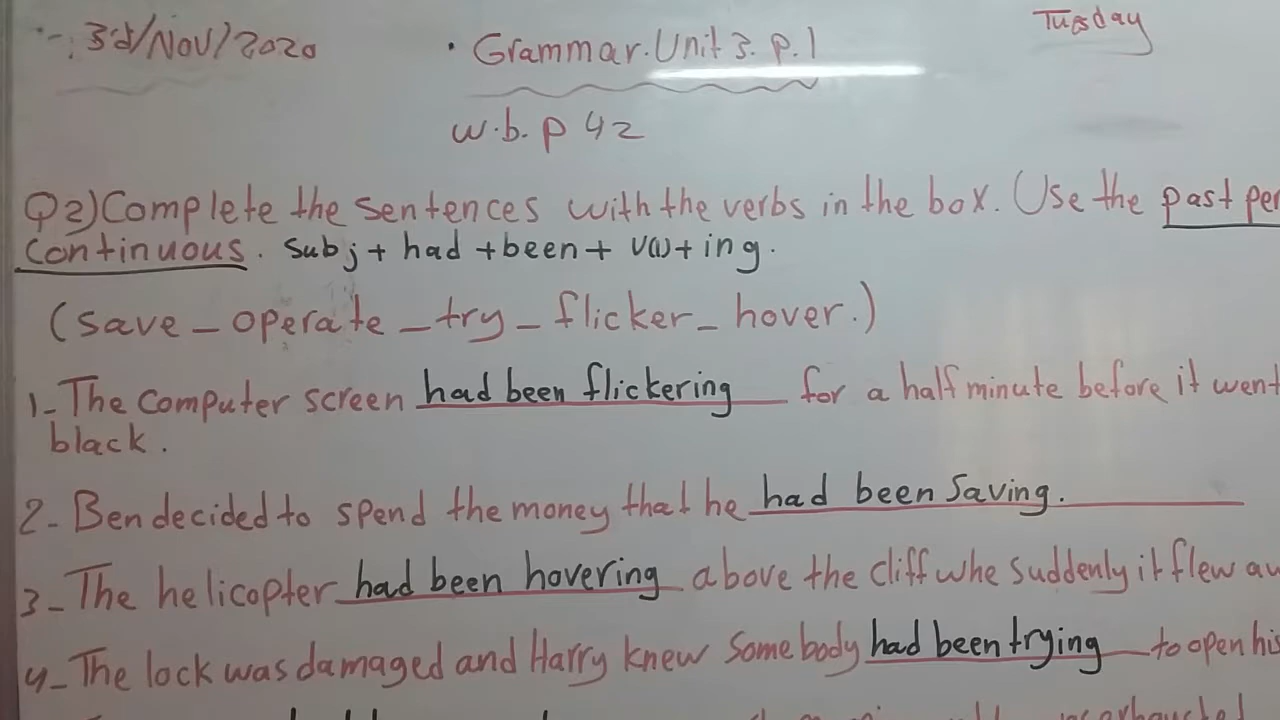 3d/Nov/2020
Grammar. Unit 3. p. 1
Tuesday
w.b. p 42
Q2) Complete the sentences with the verbs in the box. Use the past per
continuous. Subj + had + been + V(1) + ing.
(save _ operate _ try _ flicker _ hover.)
1- The computer screen had been flickering for a half minute before it went
black.
2- Ben decided to spend the money that he had been saving.
3- The helicopter had been hovering above the cliff whe suddenly it flew aw
4- The lock was damaged and Harry knew Somebody had been trying to open his